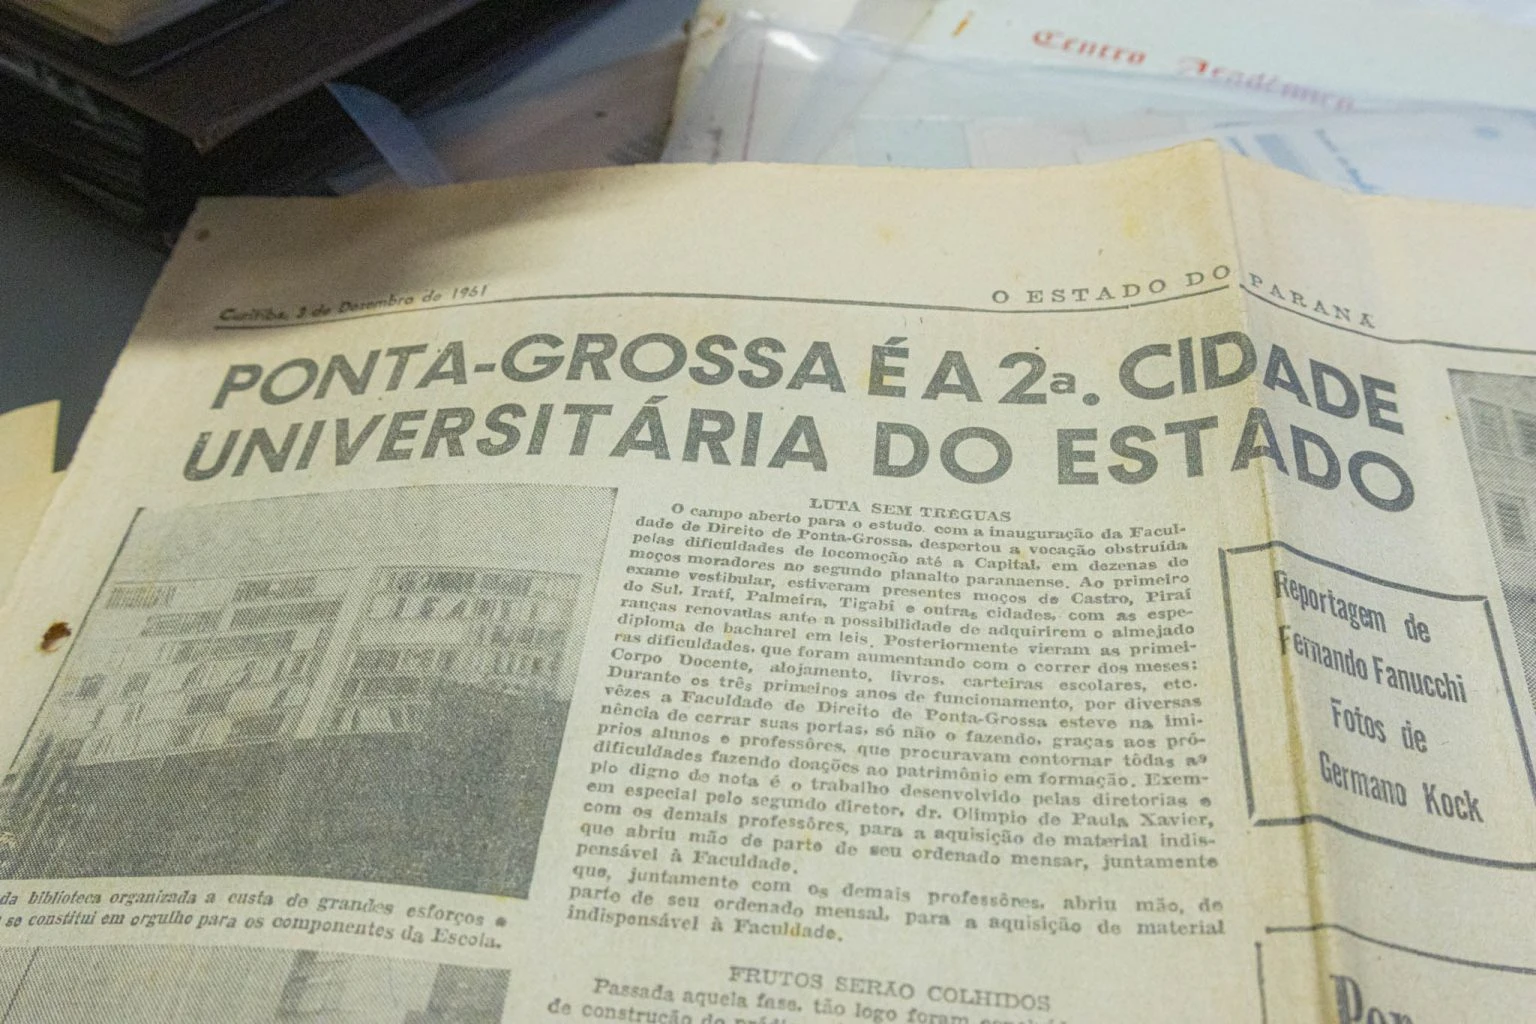 Centro Acadêmico
Curitiba, 3 de Dezembro de 1961
O ESTADO DO PARANÁ
PONTA-GROSSA É A 2a. CIDADE
UNIVERSITÁRIA DO ESTADO
LUTA SEM TRÉGUAS
O campo aberto para o estudo, com a inauguração da Facul-
dade de Direito de Ponta-Grossa, despertou a vocação obstruída
pelas dificuldades de locomoção até a Capital, em dezenas de
moços moradores no segundo planalto paranaense. Ao primeiro
exame vestibular, estiveram presentes moços de Castro, Piraí
do Sul, Iratí, Palmeira, Tigabi e outras cidades, com as espe-
ranças renovadas ante a possibilidade de adquirirem o almejado
diploma de bacharel em leis. Posteriormente vieram as primei-
ras dificuldades, que foram aumentando com o correr dos meses:
Corpo Docente, alojamento, livros, carteiras escolares, etc.
Durante os três primeiros anos de funcionamento, por diversas
vêzes a Faculdade de Direito de Ponta-Grossa esteve na imi-
nência de cerrar suas portas, só não o fazendo, graças aos pró-
prios alunos e professôres, que procuravam contornar tôdas as
dificuldades fazendo doações ao patrimônio em formação. Exem-
plo digno de nota é o trabalho desenvolvido pelas diretorias e
em especial pelo segundo diretor, dr. Olimpio de Paula Xavier,
com os demais professôres, para a aquisição de material indis-
que abriu mão de parte de seu ordenado mensar, juntamente
pensável à Faculdade.
que, juntamente com os demais professôres, abriu mão, de
parte de seu ordenado mensal, para a aquisição de material
indispensável à Faculdade.
FRUTOS SERÃO COLHIDOS
Passada aquela fase, tão logo foram
de construção do
da biblioteca organizada a custa de grandes esforços e
se constitui em orgulho para os componentes da Escola.
Reportagem de
Fernando Fanucchi
Fotos de
Germano Kock